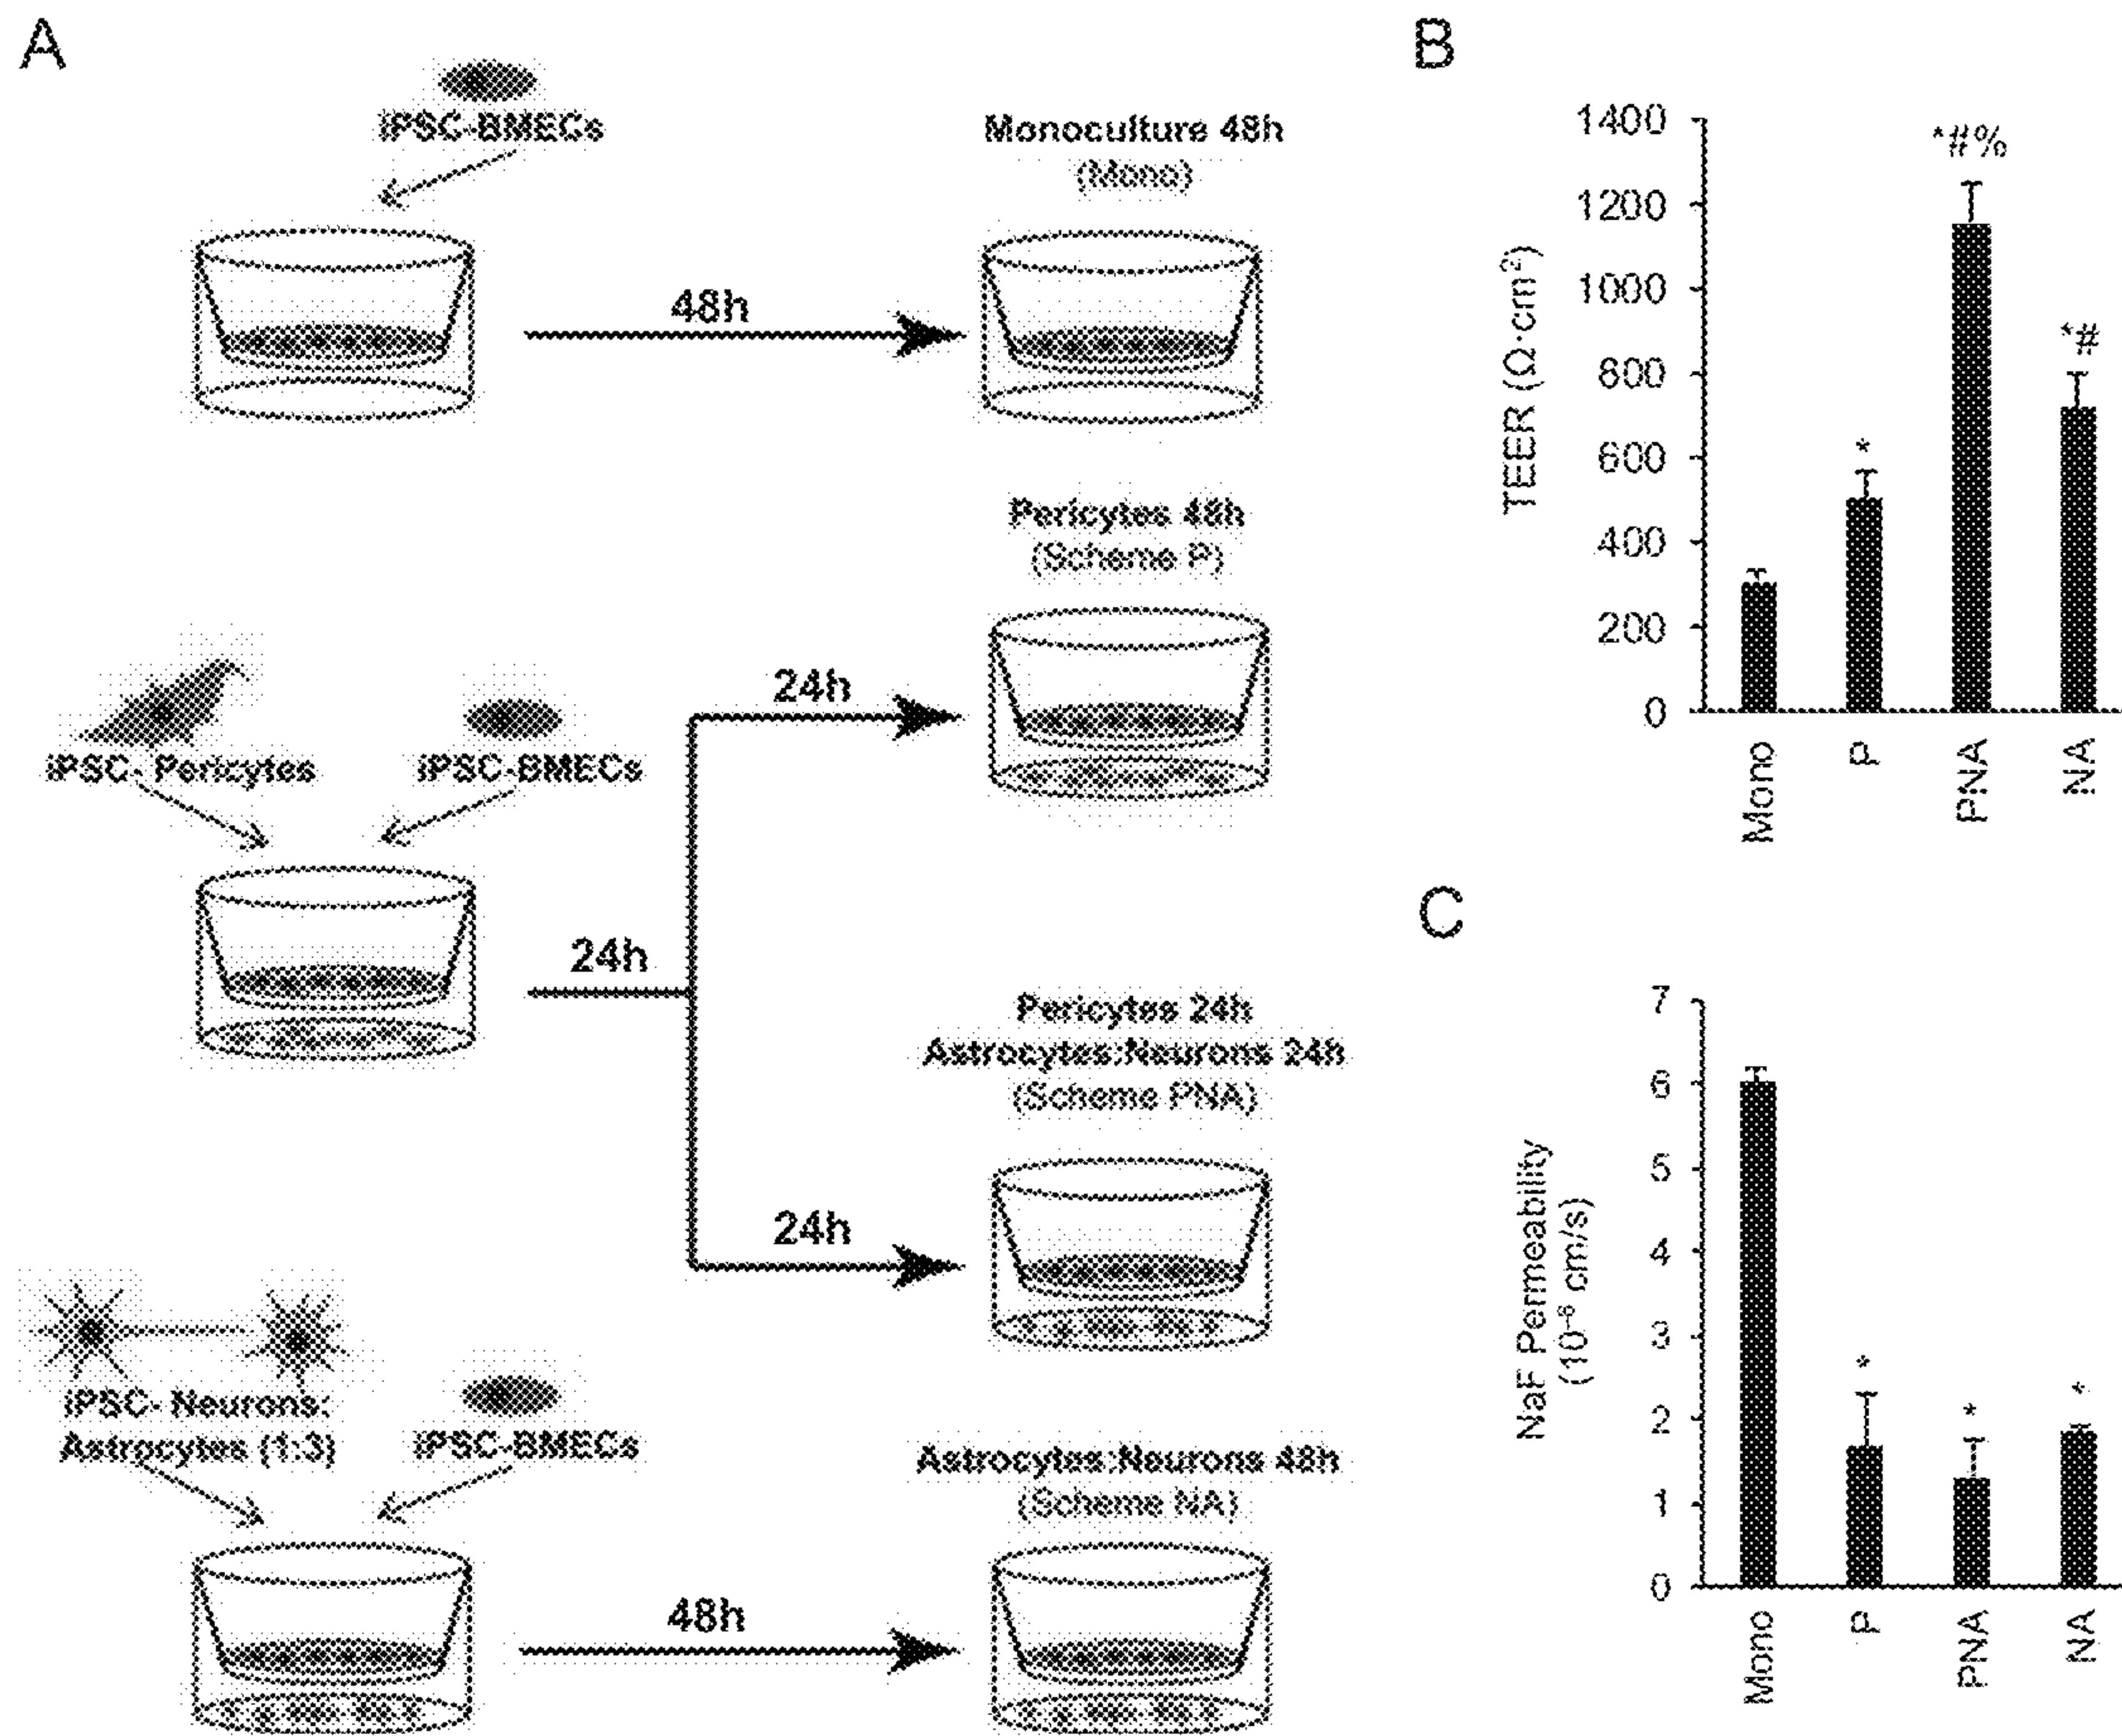 A
iPSC-BMECs
Monoculture 48h
(Mono)
48h
Pericytes 48h
(Scheme P)
24h
iPSC- Pericytes
iPSC-BMECs
24h
Pericytes 24h
Astrocytes:Neurons 24h
(Scheme PNA)
24h
iPSC- Neurons:
Astrocytes (1:3)
iPSC-BMECs
Astrocytes:Neurons 48h
(Scheme NA)
48h
B
TEER (Ω·cm²)
1400
1200
1000
800
600
400
200
0
*
*#%
*#
Mono
P
PNA
NA
C
NaF Permeability
(10⁻⁶ cm/s)
7
6
5
4
3
2
1
0
*
*
*
Mono
P
PNA
NA